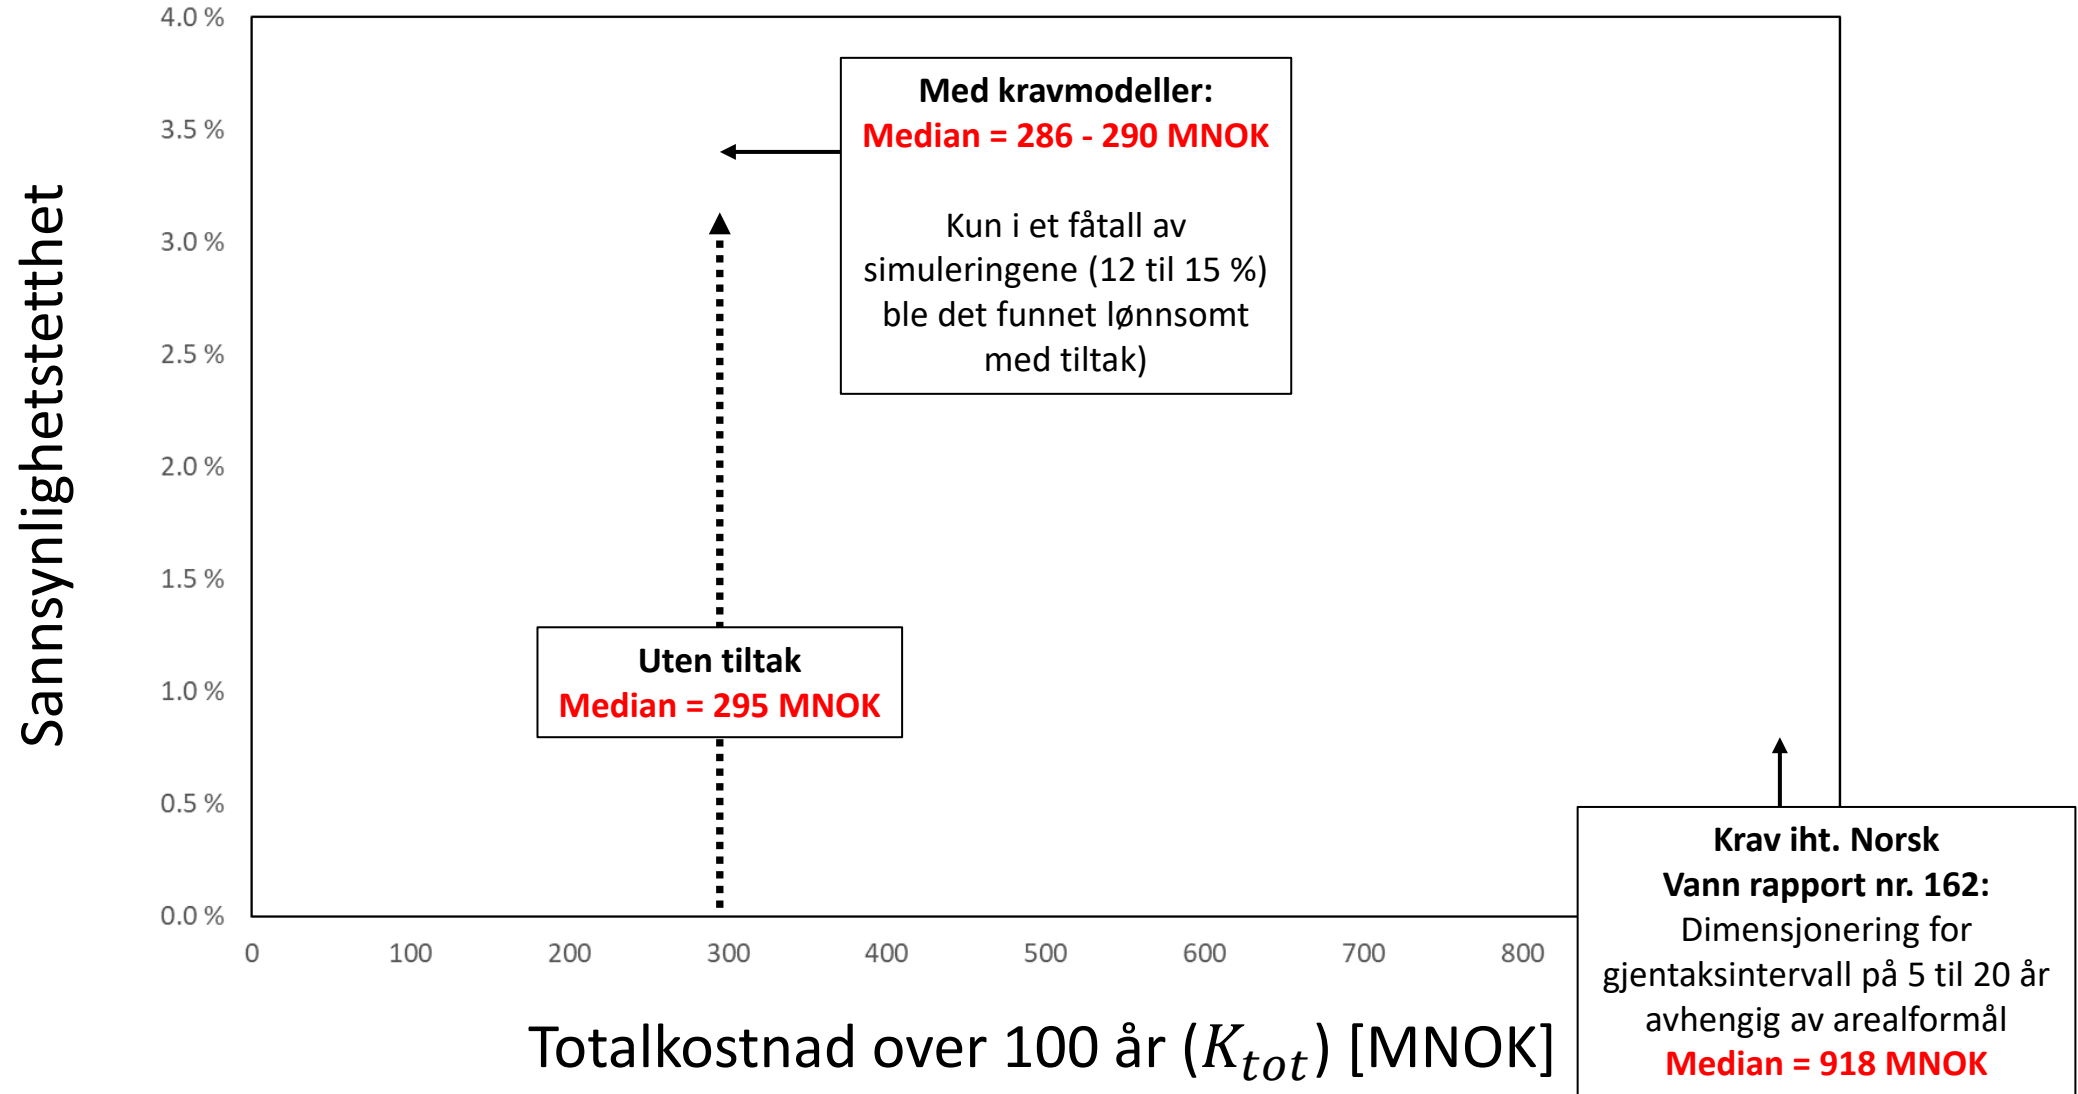 Sannsynlighetstetthet
4.0 %
3.5 %
3.0 %
2.5 %
2.0 %
1.5 %
1.0 %
0.5 %
0.0 %
Med kravmodeller:
Median = 286 - 290 MNOK
Kun i et fåtall av
simuleringene (12 til 15 %)
ble det funnet lønnsomt
med tiltak)
Uten tiltak
Median = 295 MNOK
Krav iht. Norsk
Vann rapport nr. 162:
Dimensjonering for
gjentaksintervall på 5 til 20 år
avhengig av arealformål
Median = 918 MNOK
0 100 200 300 400 500 600 700 800
Totalkostnad over 100 år (K_{tot}) [MNOK]